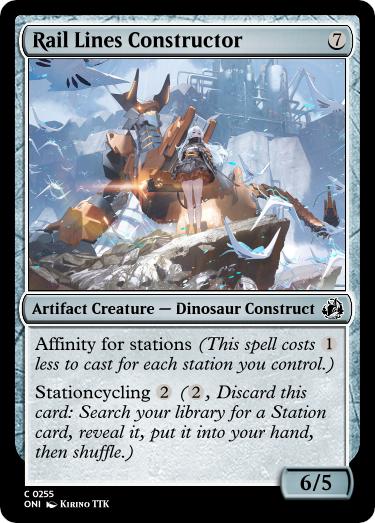 Rail Lines Constructor 7
Artifact Creature — Dinosaur Construct
Affinity for stations (This spell costs 1
less to cast for each station you control.)
Stationcycling 2 (2, Discard this
card: Search your library for a Station
card, reveal it, put it into your hand,
then shuffle.)
6/5
C 0255
ONI Kirino TTK